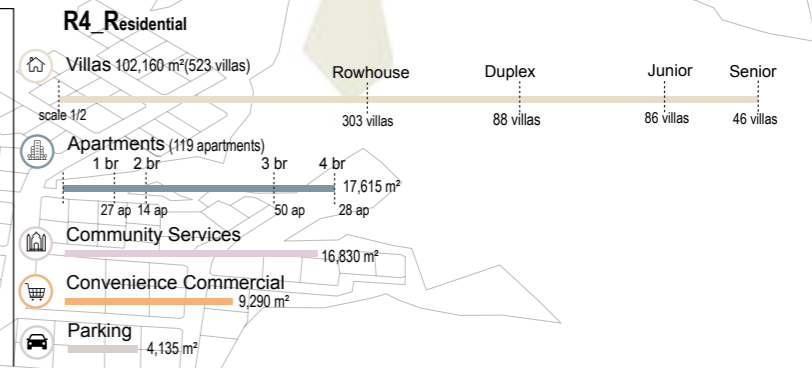 R4_Residential
Villas 102,160 m²(523 villas)
Rowhouse Duplex Junior Senior
scale 1/2
303 villas 88 villas 86 villas 46 villas
Apartments (119 apartments)
1 br 2 br 3 br 4 br
17,615 m²
27 ap 14 ap 50 ap 28 ap
Community Services
16,830 m²
Convenience Commercial
9,290 m²
Parking
4,135 m²